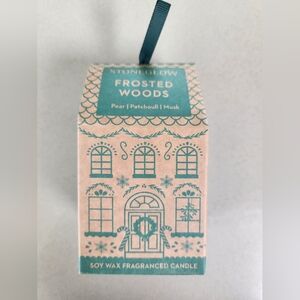 STONEGLOW
FROSTED
WOODS
Pear | Patchouli | Musk
SOY WAX FRAGRANCED CANDLE